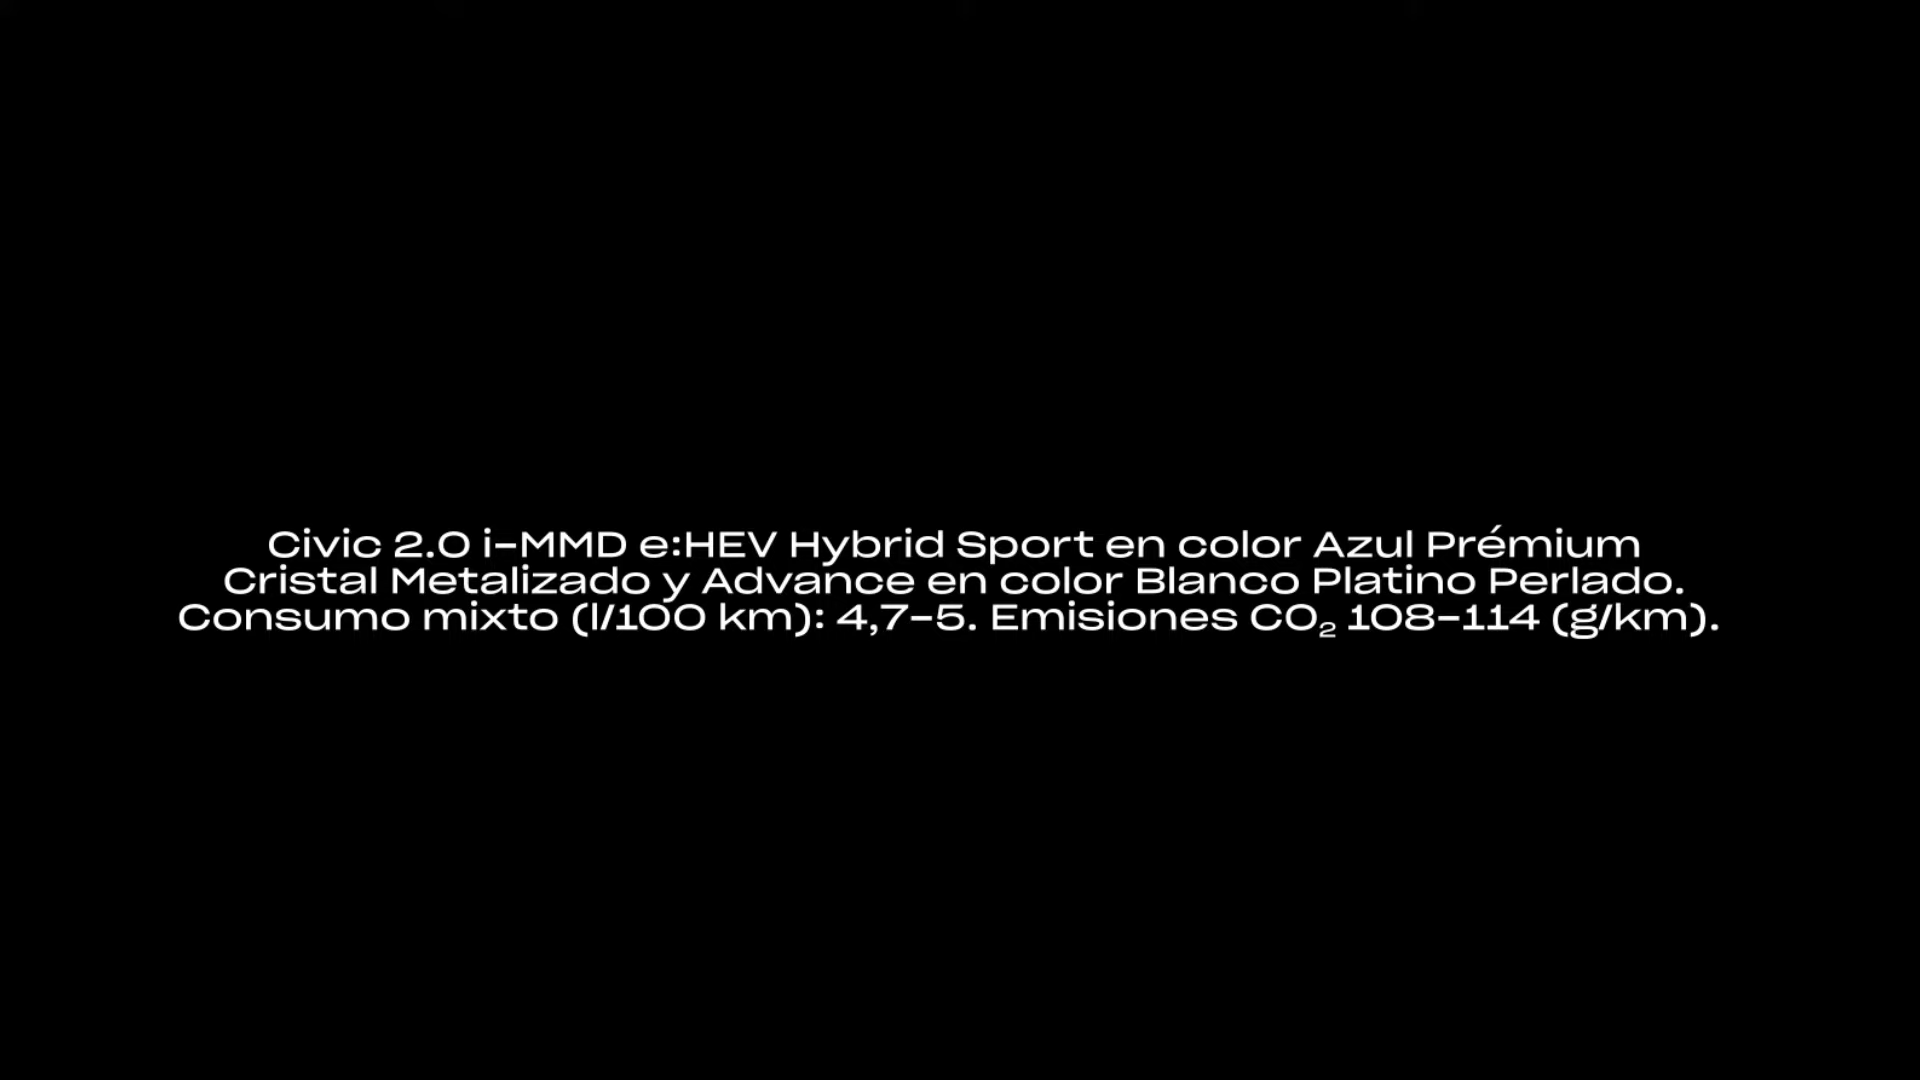 Civic 2.0 i-MMD e:HEV Hybrid Sport en color Azul Prémium
Cristal Metalizado y Advance en color Blanco Platino Perlado.
Consumo mixto (l/100 km): 4,7-5. Emisiones CO₂ 108-114 (g/km).